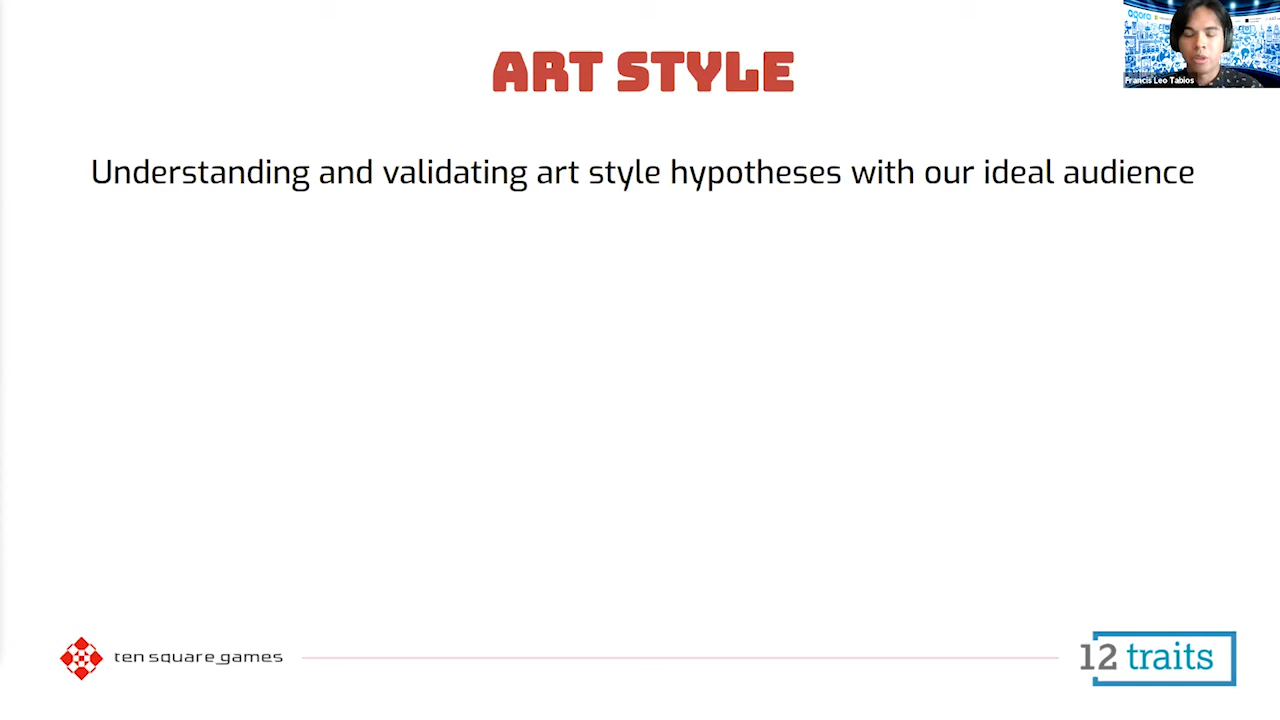 ART STYLE
agora
Francis Leo Tabios
Understanding and validating art style hypotheses with our ideal audience
ten square games
12 traits